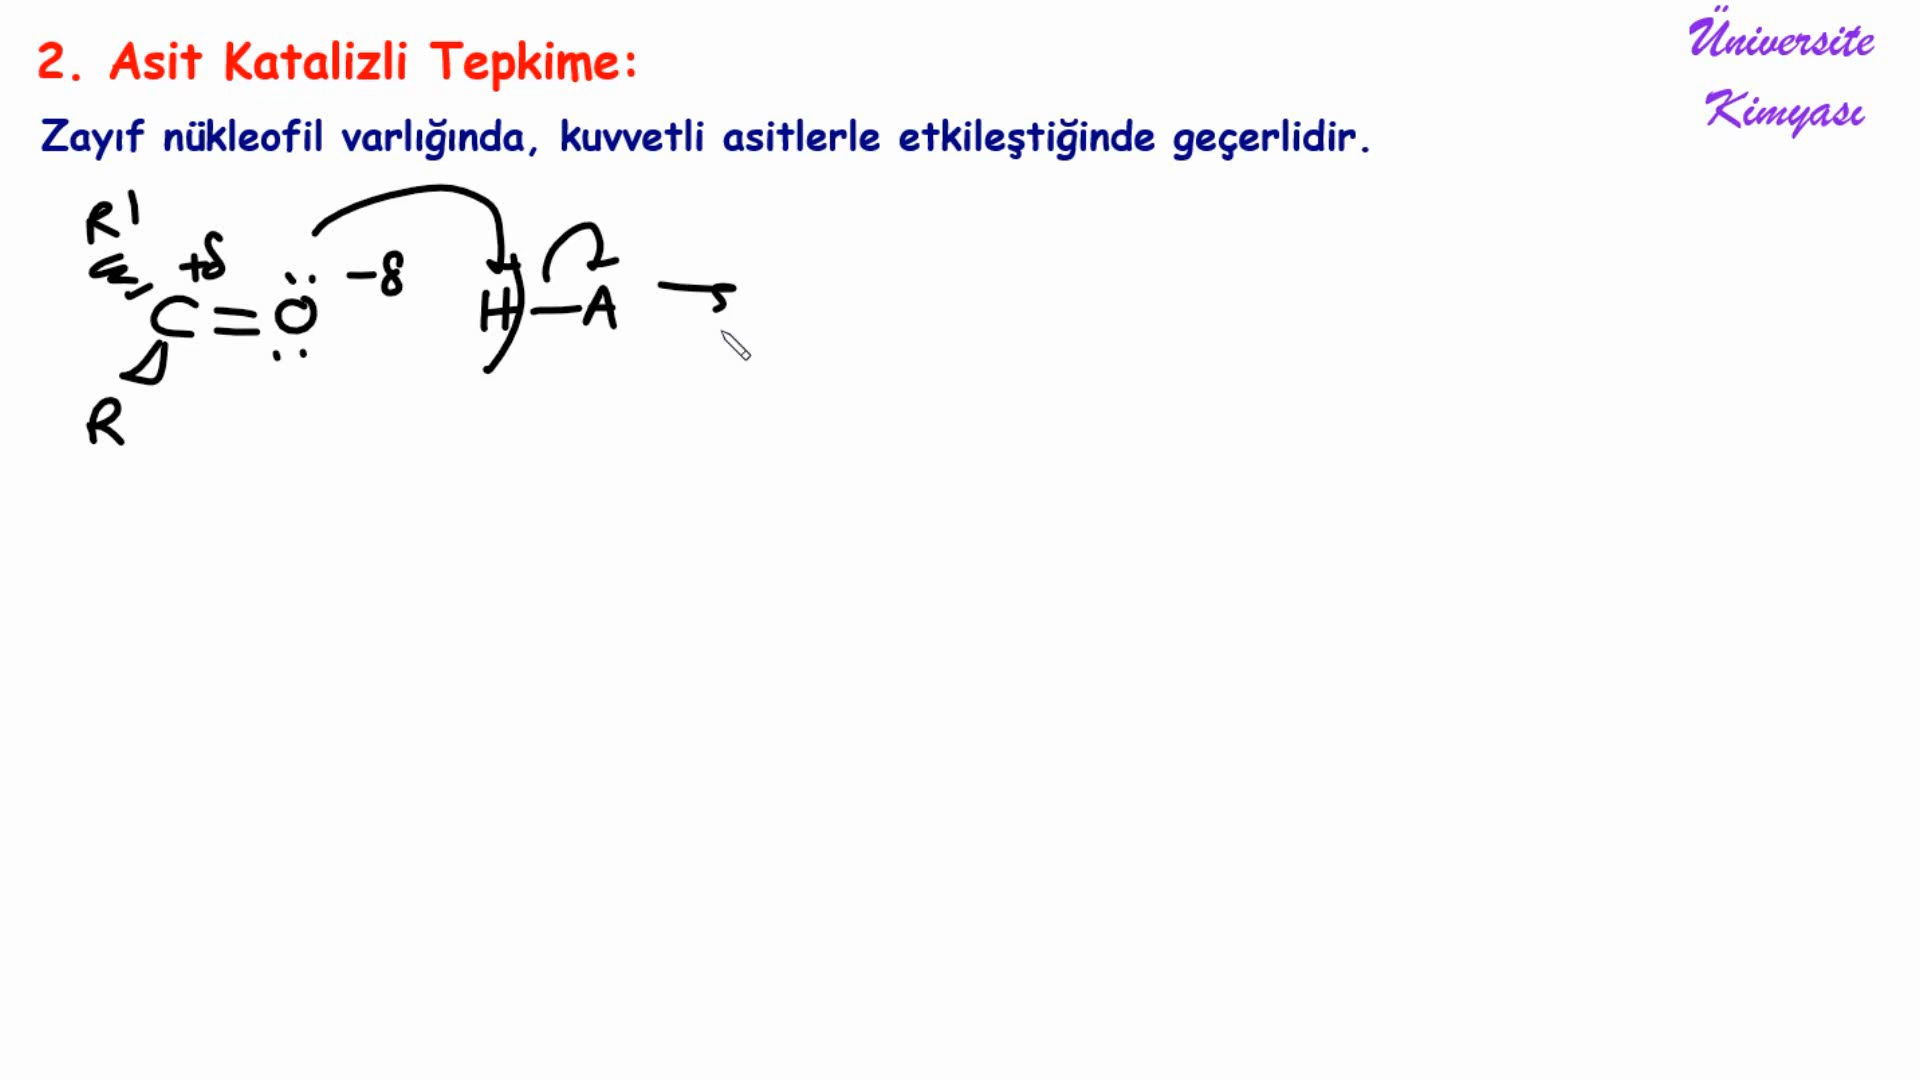 2. Asit Katalizli Tepkime:
Üniversite
Kimyası
Zayıf nükleofil varlığında, kuvvetli asitlerle etkileştiğinde geçerlidir.
R'
+δ
-δ
C=Ö H-A →
R